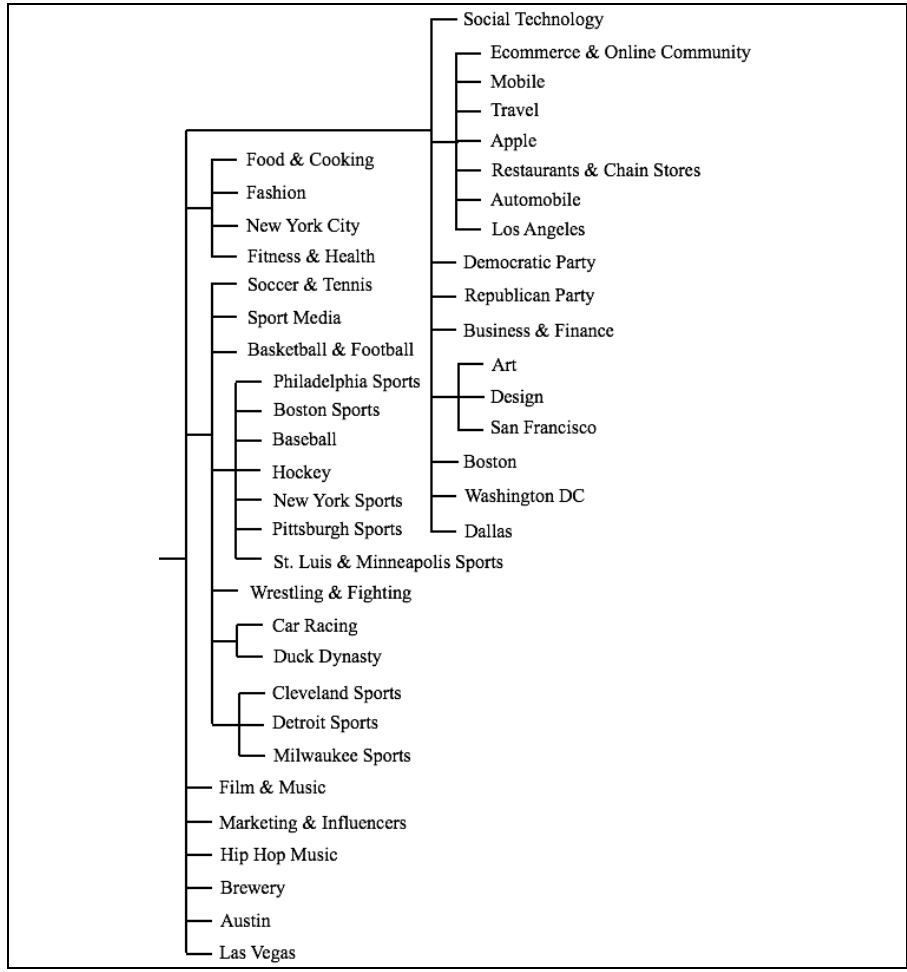 Social Technology
Ecommerce & Online Community
Mobile
Travel
Apple
Restaurants & Chain Stores
Automobile
Los Angeles
Democratic Party
Republican Party
Business & Finance
Art
Design
San Francisco
Boston
Washington DC
Dallas
Food & Cooking
Fashion
New York City
Fitness & Health
Soccer & Tennis
Sport Media
Basketball & Football
Philadelphia Sports
Boston Sports
Baseball
Hockey
New York Sports
Pittsburgh Sports
St. Luis & Minneapolis Sports
Wrestling & Fighting
Car Racing
Duck Dynasty
Cleveland Sports
Detroit Sports
Milwaukee Sports
Film & Music
Marketing & Influencers
Hip Hop Music
Brewery
Austin
Las Vegas